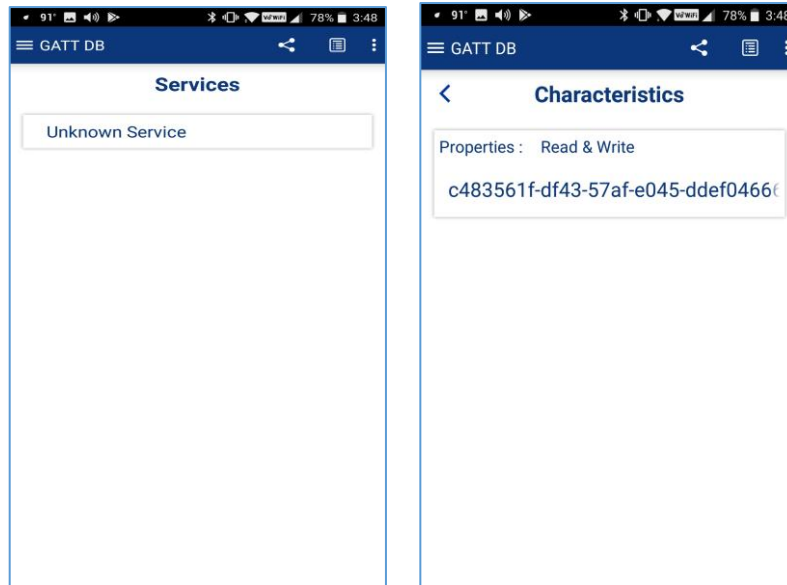 91° 78% 3:48
GATT DB
Services
Unknown Service
91° 78% 3:48
GATT DB
Characteristics
Properties : Read & Write
c483561f-df43-57af-e045-ddef04666